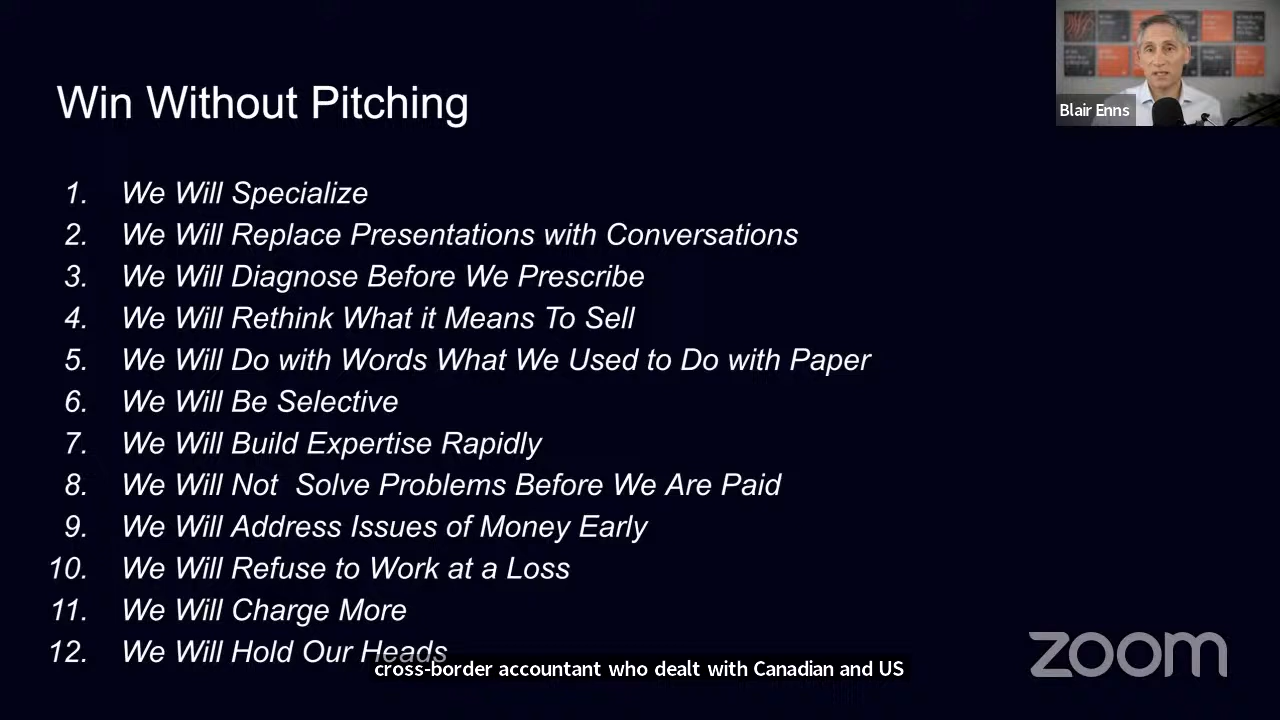 Win Without Pitching
Blair Enns
1. We Will Specialize
2. We Will Replace Presentations with Conversations
3. We Will Diagnose Before We Prescribe
4. We Will Rethink What it Means To Sell
5. We Will Do with Words What We Used to Do with Paper
6. We Will Be Selective
7. We Will Build Expertise Rapidly
8. We Will Not  Solve Problems Before We Are Paid
9. We Will Address Issues of Money Early
10. We Will Refuse to Work at a Loss
11. We Will Charge More
12. We Will Hold Our Heads
cross-border accountant who dealt with Canadian and US
zoom